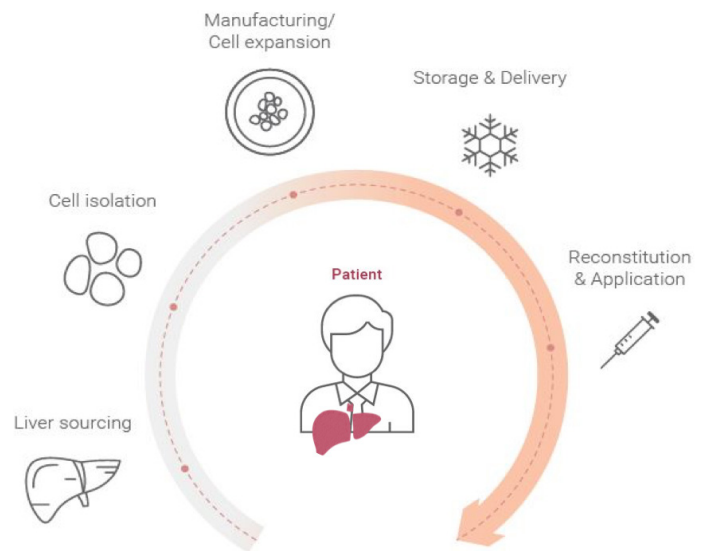 Manufacturing/
Cell expansion
Storage & Delivery
Cell isolation
Reconstitution
& Application
Patient
Liver sourcing